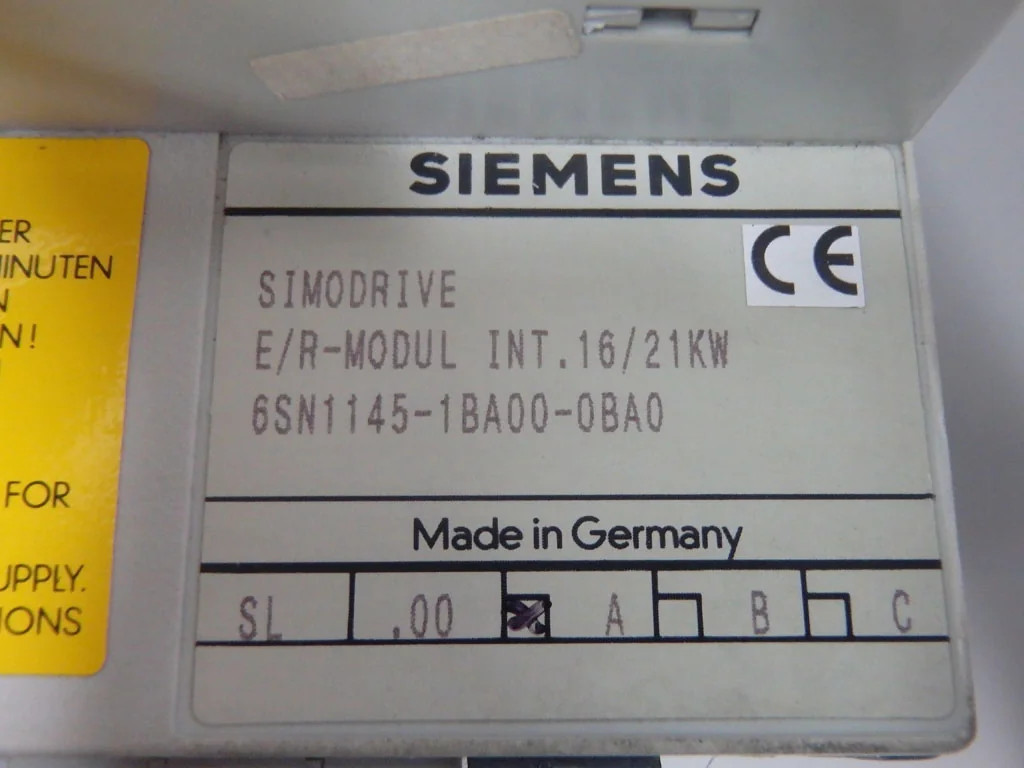 ER
MINUTEN
N
N!
FOR
UPPLY.
IONS
SIEMENS
CE
SIMODRIVE
E/R-MODUL INT.16/21KW
6SN1145-1BA00-0BA0
Made in Germany
SL .00 A B C